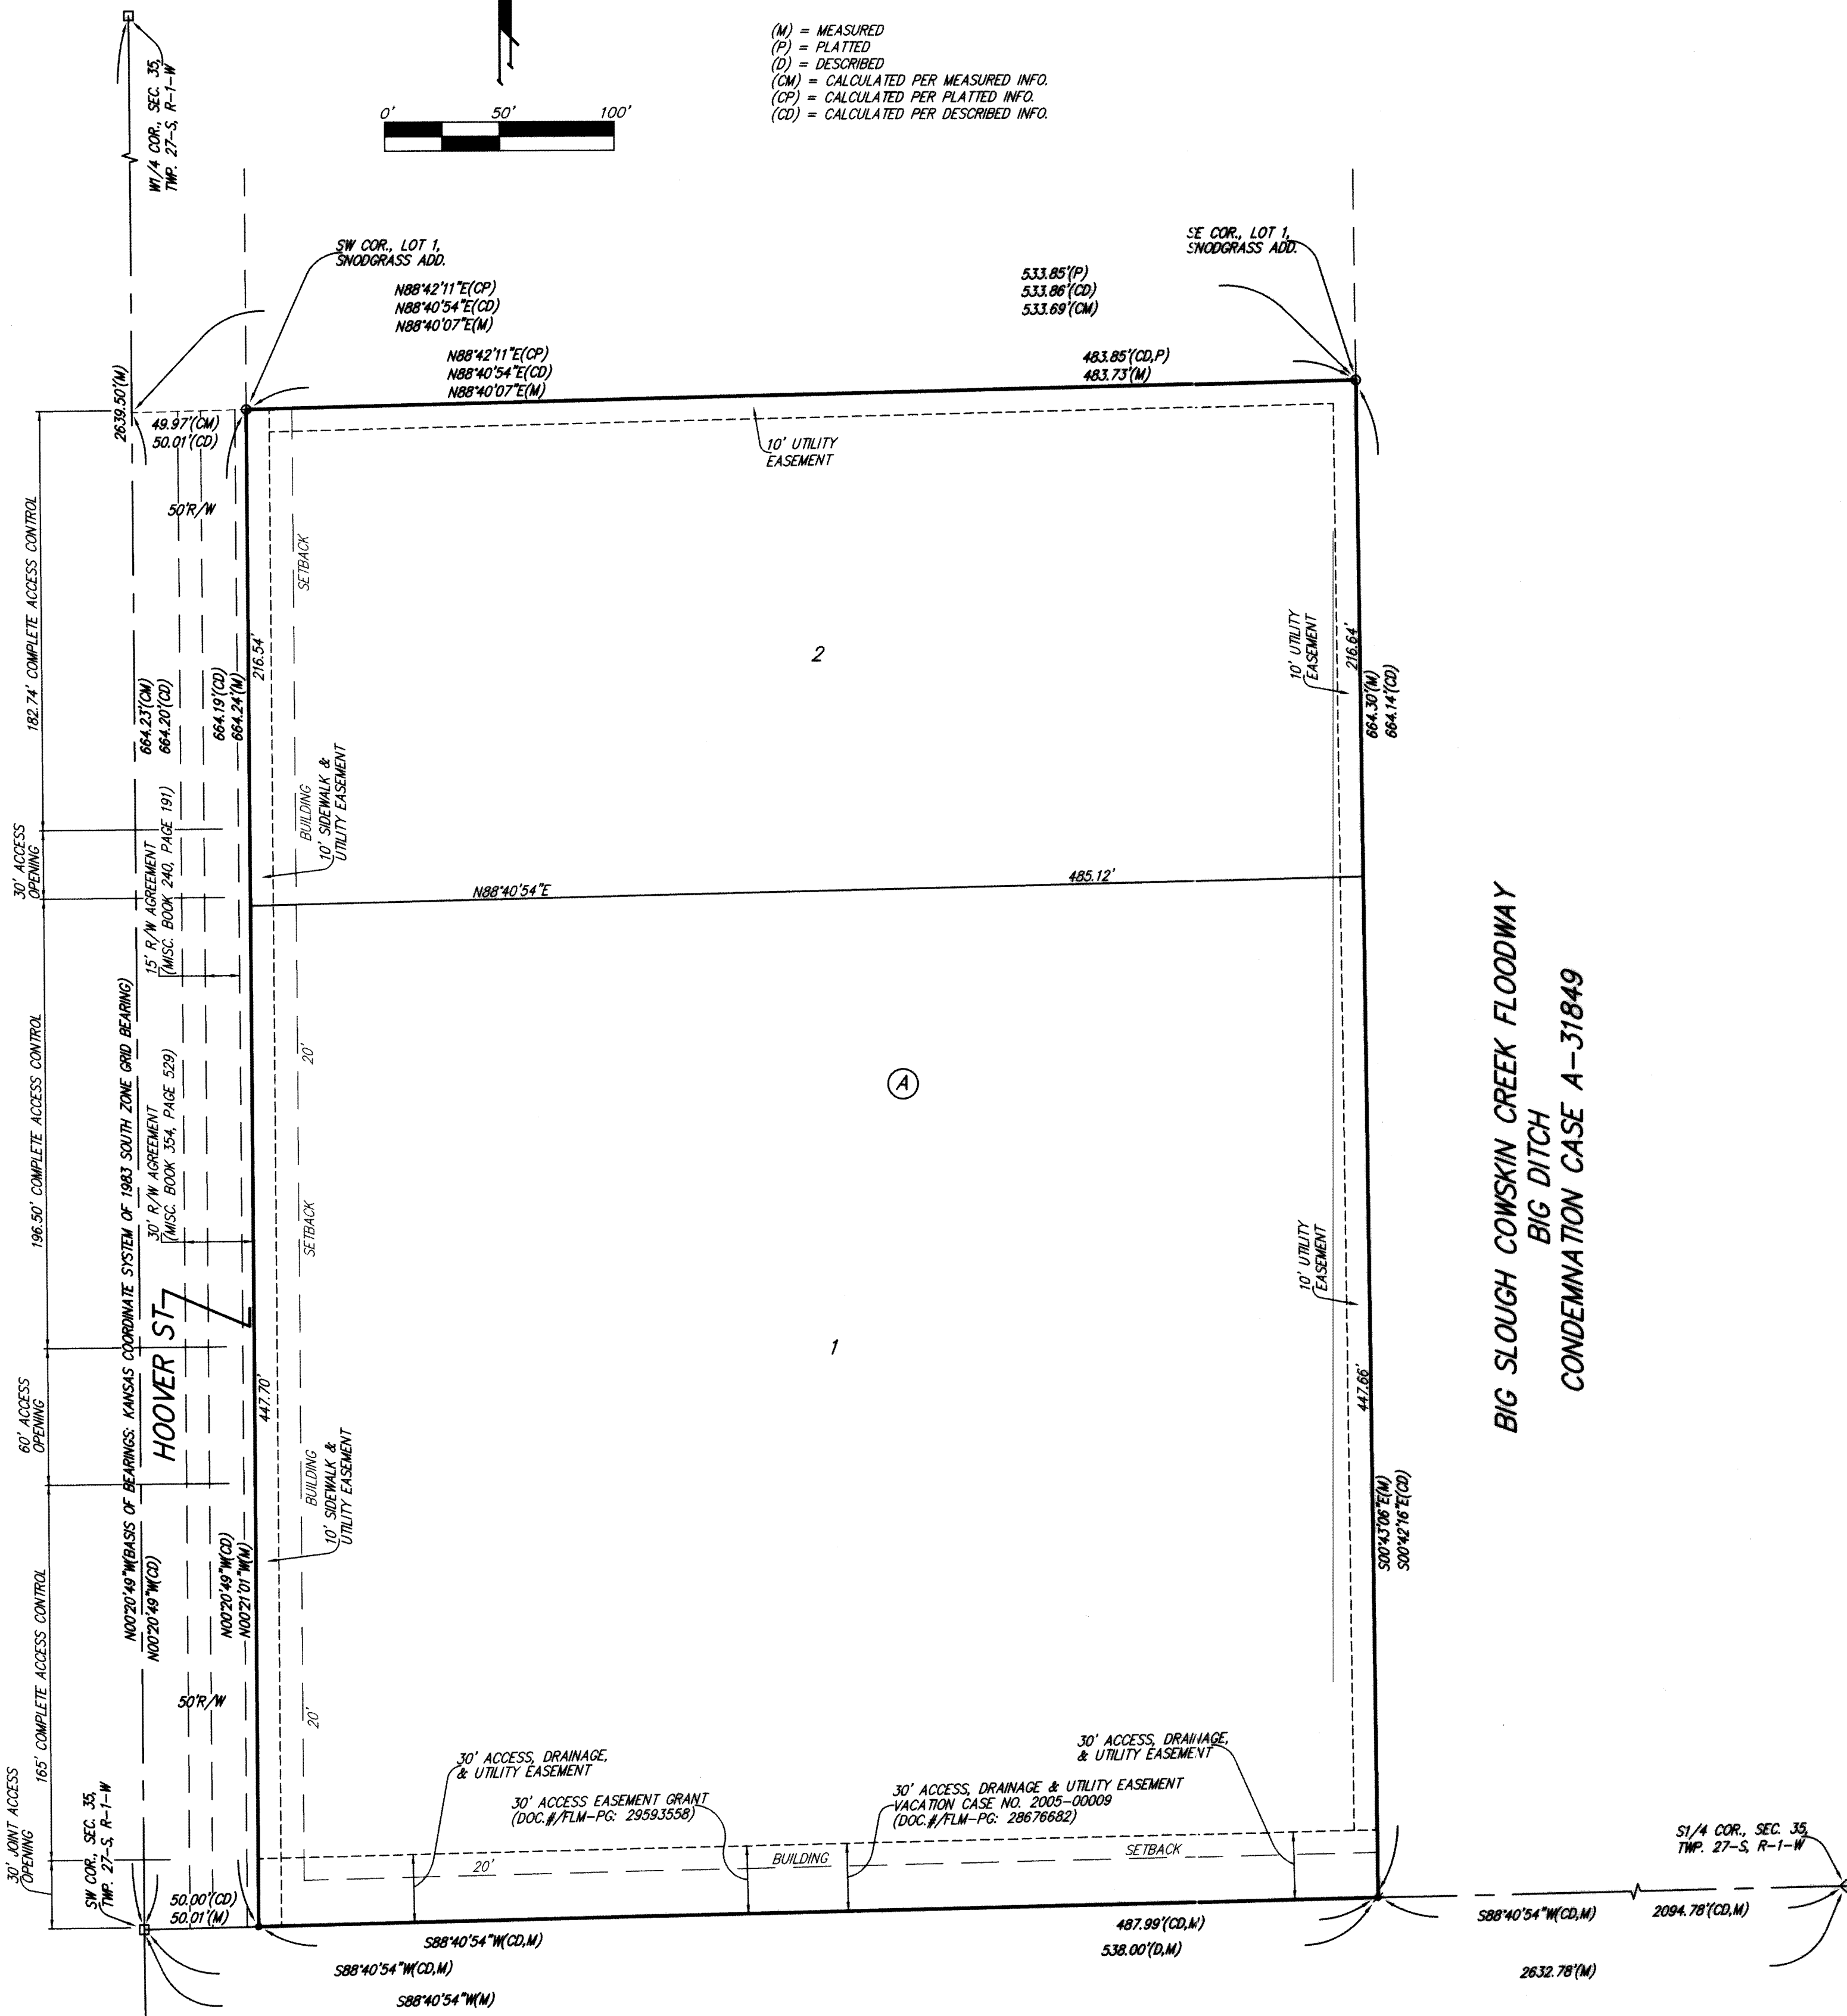 (M) = MEASURED
(P) = PLATTED
(D) = DESCRIBED
(CM) = CALCULATED PER MEASURED INFO.
(CP) = CALCULATED PER PLATTED INFO.
(CD) = CALCULATED PER DESCRIBED INFO.
0' 50' 100'
W1/4 COR., SEC. 35,
TWP. 27-S, R-1-W
SW COR., LOT 1,
SNODGRASS ADD.
SE COR., LOT 1,
SNODGRASS ADD.
N88°42'11"E(CP)
N88°40'54"E(CD)
N88°40'07"E(M)
533.85'(P)
533.86'(CD)
533.69'(CM)
N88°42'11"E(CP)
N88°40'54"E(CD)
N88°40'07"E(M)
483.85'(CD,P)
483.73'(M)
2639.50'(M)
49.97'(CM)
50.01'(CD)
10' UTILITY
EASEMENT
50'R/W
SETBACK
182.74' COMPLETE ACCESS CONTROL
664.23'(CM)
664.20'(CD)
664.19'(CD)
664.24'(M)
216.54'
2
10' UTILITY
EASEMENT
216.64'
664.30'(M)
664.14'(CD)
BUILDING
10' SIDEWALK &
UTILITY EASEMENT
30' ACCESS
OPENING
15' R/W AGREEMENT
(MISC. BOOK 240, PAGE 191)
N88°40'54"E
485.12'
196.50' COMPLETE ACCESS CONTROL
30' R/W AGREEMENT
(MISC. BOOK 354, PAGE 529)
20'
SETBACK
A
BIG SLOUGH COWSKIN CREEK FLOODWAY
BIG DITCH
CONDEMNATION CASE A-31849
10' UTILITY
EASEMENT
1
HOOVER ST
447.70'
447.66'
60' ACCESS
OPENING
N00°20'49"W(BASIS OF BEARINGS: KANSAS COORDINATE SYSTEM OF 1983 SOUTH ZONE GRID BEARING)
N00°20'49"W(CD)
N00°20'49"W(CD)
N00°21'01"W(M)
BUILDING
10' SIDEWALK &
UTILITY EASEMENT
S00°43'06"E(M)
S00°42'16"E(CD)
165' COMPLETE ACCESS CONTROL
50'R/W
20'
30' ACCESS, DRAINAGE,
& UTILITY EASEMENT
30' ACCESS EASEMENT GRANT
(DOC.#/FLM-PG: 29593558)
30' ACCESS, DRAINAGE & UTILITY EASEMENT
VACATION CASE NO. 2005-00009
(DOC.#/FLM-PG: 28676682)
30' ACCESS, DRAINAGE,
& UTILITY EASEMENT
30' JOINT ACCESS
OPENING
SW COR., SEC. 35,
TWP. 27-S, R-1-W
20'
BUILDING
SETBACK
S1/4 COR., SEC. 35,
TWP. 27-S, R-1-W
50.00'(CD)
50.01'(M)
S88°40'54"W(CD,M)
487.99'(CD,M)
S88°40'54"W(CD,M)
2094.78'(CD,M)
S88°40'54"W(CD,M)
538.00'(D,M)
S88°40'54"W(M)
2632.78'(M)